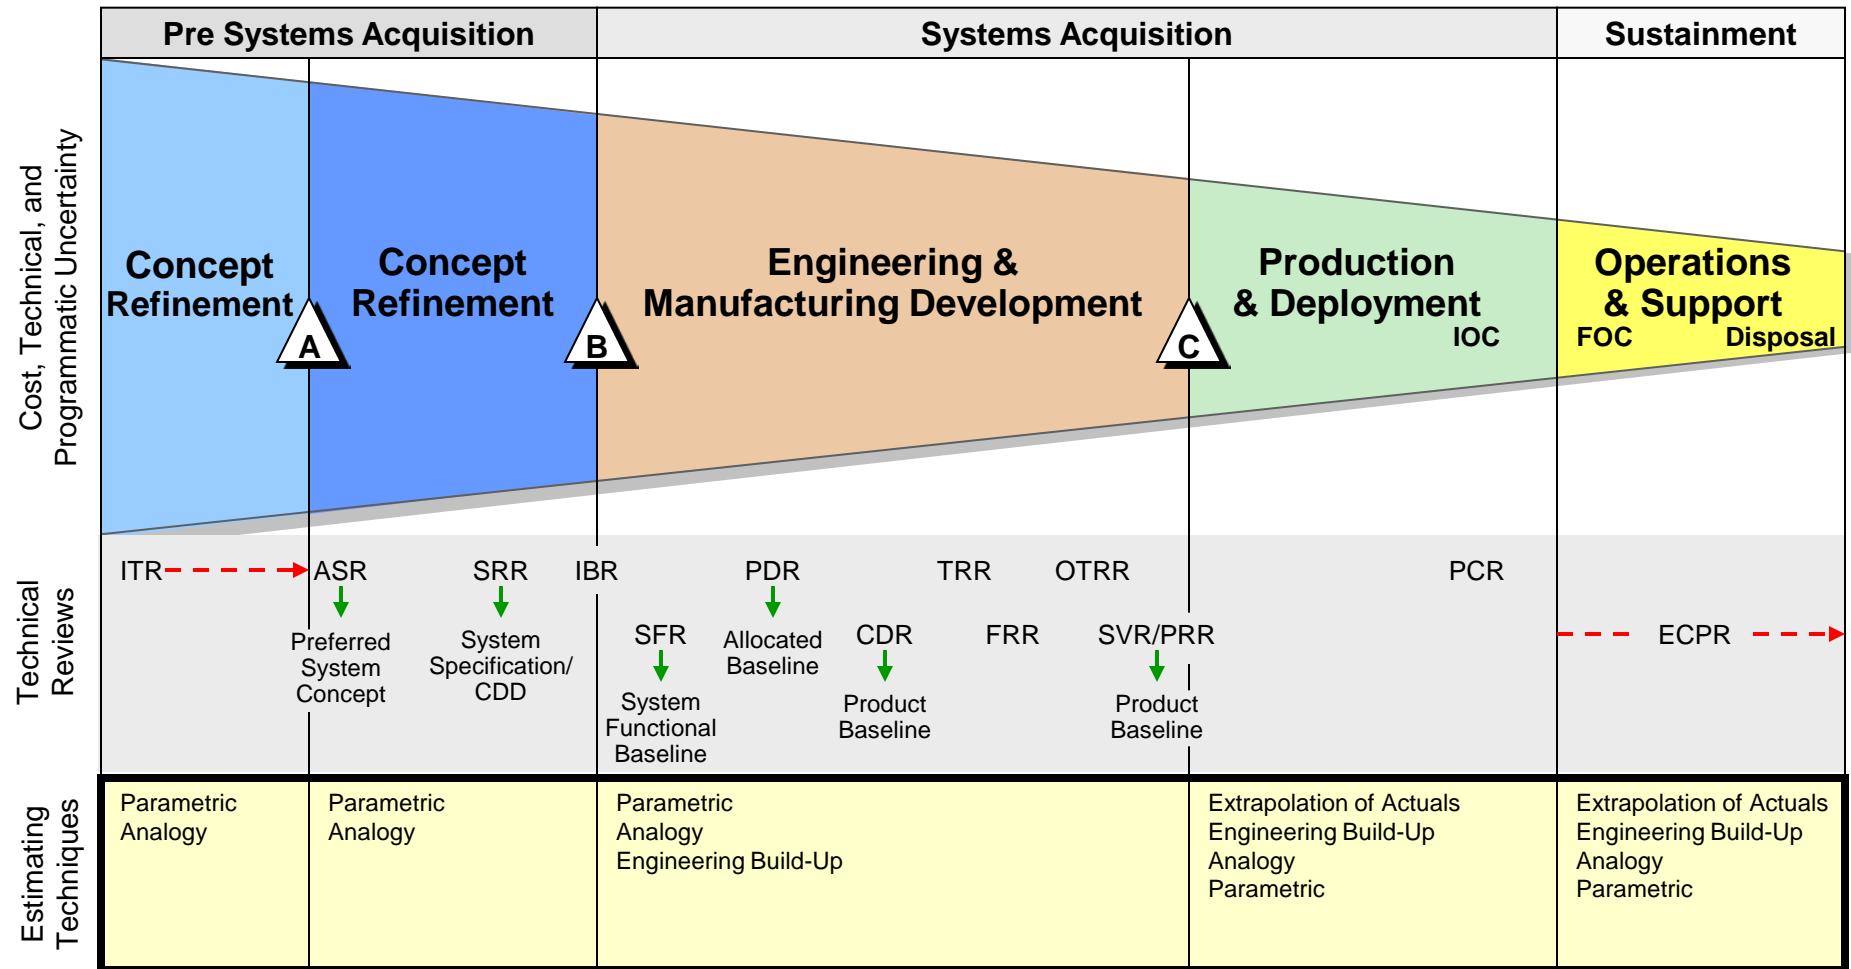 Pre Systems Acquisition
Systems Acquisition
Sustainment
Cost, Technical, and
Programmatic Uncertainty
Concept
Refinement
A
Concept
Refinement
B
Engineering &
Manufacturing Development
C
Production
& Deployment
IOC
Operations
& Support
FOC
Disposal
Technical
Reviews
ITR
ASR
SRR
IBR
PDR
TRR
OTRR
PCR
Preferred
System
Concept
System
Specification/
CDD
SFR
Allocated
Baseline
CDR
FRR
SVR/PRR
ECPR
System
Functional
Baseline
Product
Baseline
Product
Baseline
Estimating
Techniques
Parametric
Analogy
Parametric
Analogy
Parametric
Analogy
Engineering Build-Up
Extrapolation of Actuals
Engineering Build-Up
Analogy
Parametric
Extrapolation of Actuals
Engineering Build-Up
Analogy
Parametric